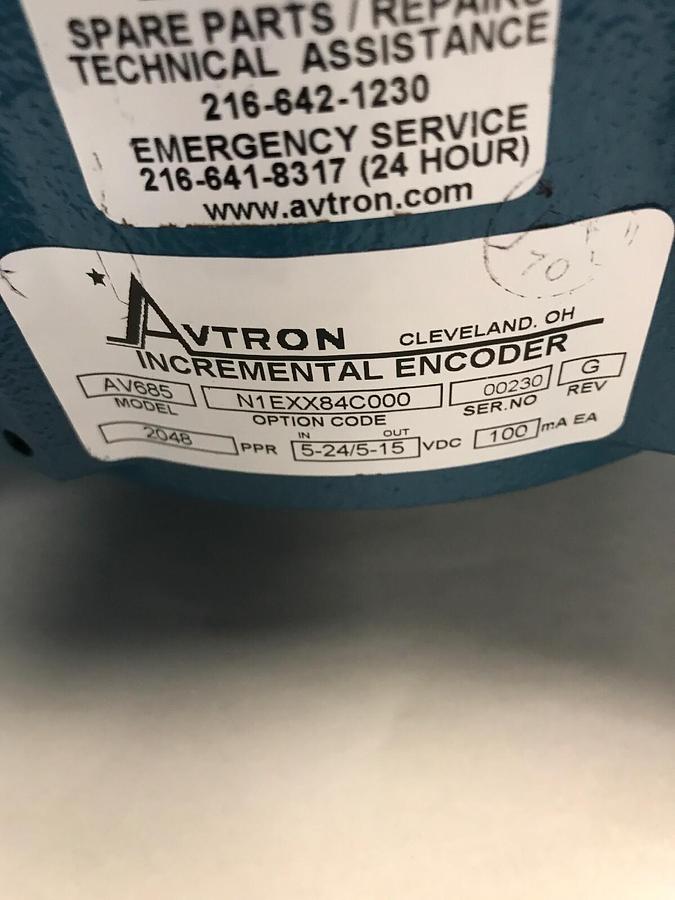 SPARE PARTS / REPAIRS
TECHNICAL ASSISTANCE
216-642-1230
EMERGENCY SERVICE
216-641-8317 (24 HOUR)
www.avtron.com
70
AVTRON CLEVELAND. OH
INCREMENTAL ENCODER
AV685 N1EXX84C000 00230 G
MODEL OPTION CODE SER.NO REV
IN OUT
2048 PPR 5-24/5-15 VDC 100 mA EA